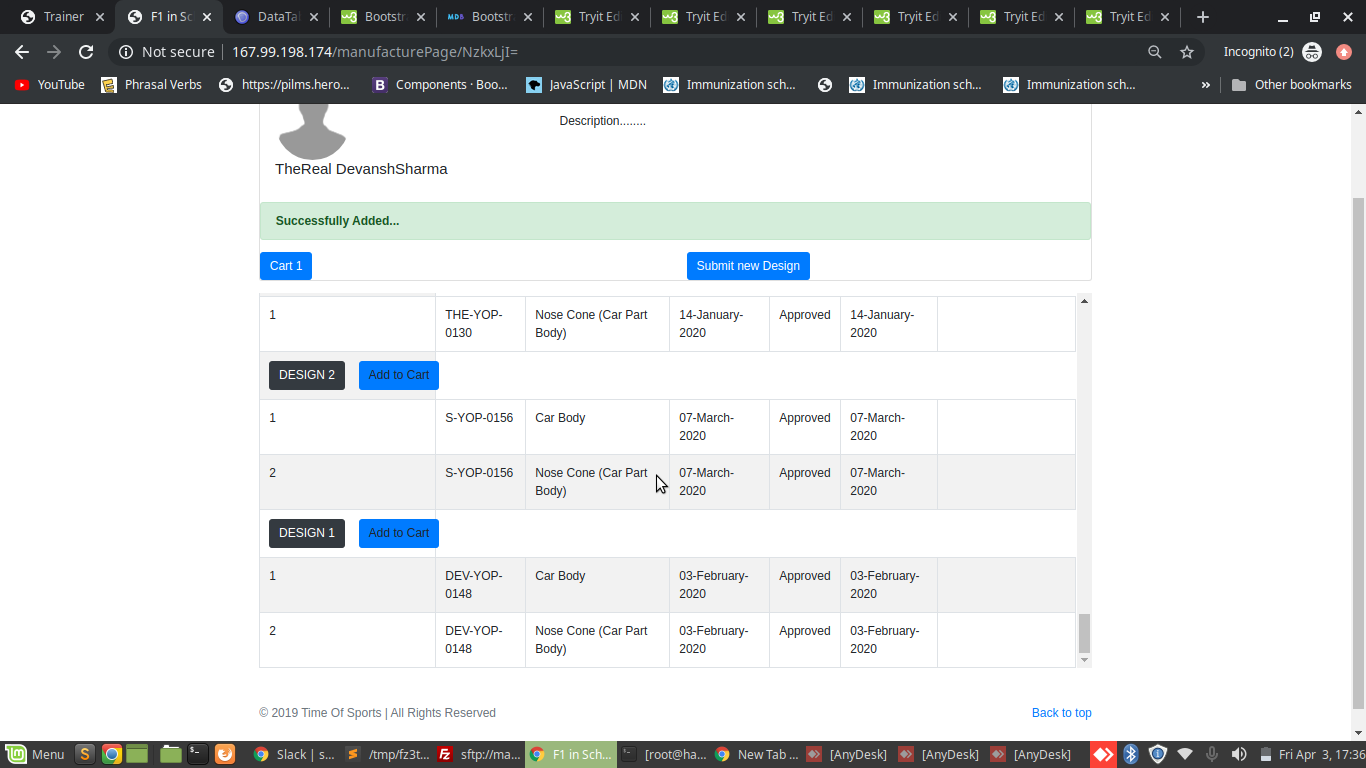 Trainer
F1 in Sc
DataTa
Bootstr
MDB Bootstr
Tryit Ed
Tryit Ed
Tryit Ed
Tryit Ed
Tryit Ed
Tryit Ed
Not secure | 167.99.198.174/manufacturePage/NzkxLjI=
Incognito (2)
YouTube
Phrasal Verbs
https://pilms.hero...
B Components · Boo...
JavaScript | MDN
Immunization sch...
Immunization sch...
Immunization sch...
»
Other bookmarks
Description........
TheReal DevanshSharma
Successfully Added...
Cart 1
Submit new Design
1 THE-YOP-0130 Nose Cone (Car Part Body) 14-January-2020 Approved 14-January-2020
DESIGN 2 Add to Cart
1 S-YOP-0156 Car Body 07-March-2020 Approved 07-March-2020
2 S-YOP-0156 Nose Cone (Car Part Body) 07-March-2020 Approved 07-March-2020
DESIGN 1 Add to Cart
1 DEV-YOP-0148 Car Body 03-February-2020 Approved 03-February-2020
2 DEV-YOP-0148 Nose Cone (Car Part Body) 03-February-2020 Approved 03-February-2020
© 2019 Time Of Sports | All Rights Reserved
Back to top
Menu
Slack | s...
/tmp/fz3t...
sftp://ma...
F1 in Sch...
[root@ha...
New Tab ...
[AnyDesk]
[AnyDesk]
[AnyDesk]
Fri Apr 3, 17:36